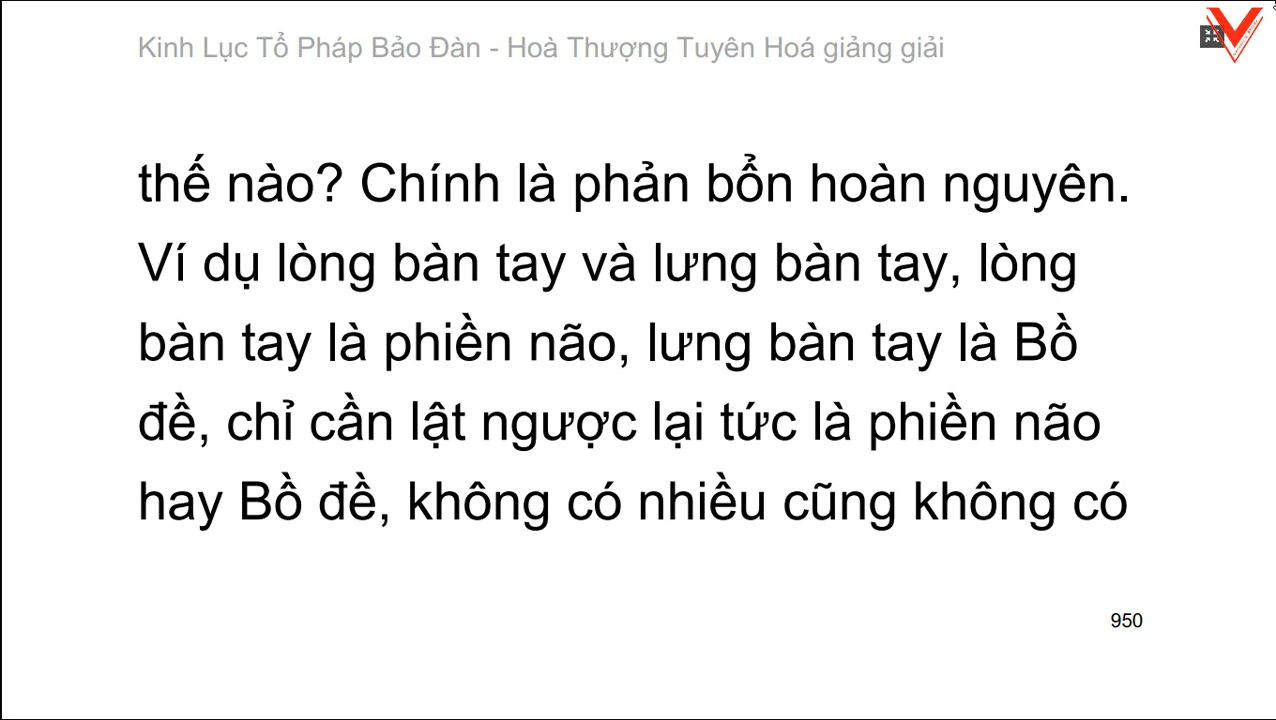 Kinh Lục Tổ Pháp Bảo Đàn - Hoà Thượng Tuyên Hoá giảng giải
thế nào? Chính là phản bổn hoàn nguyên.
Ví dụ lòng bàn tay và lưng bàn tay, lòng
bàn tay là phiền não, lưng bàn tay là Bồ
đề, chỉ cần lật ngược lại tức là phiền não
hay Bồ đề, không có nhiều cũng không có
950